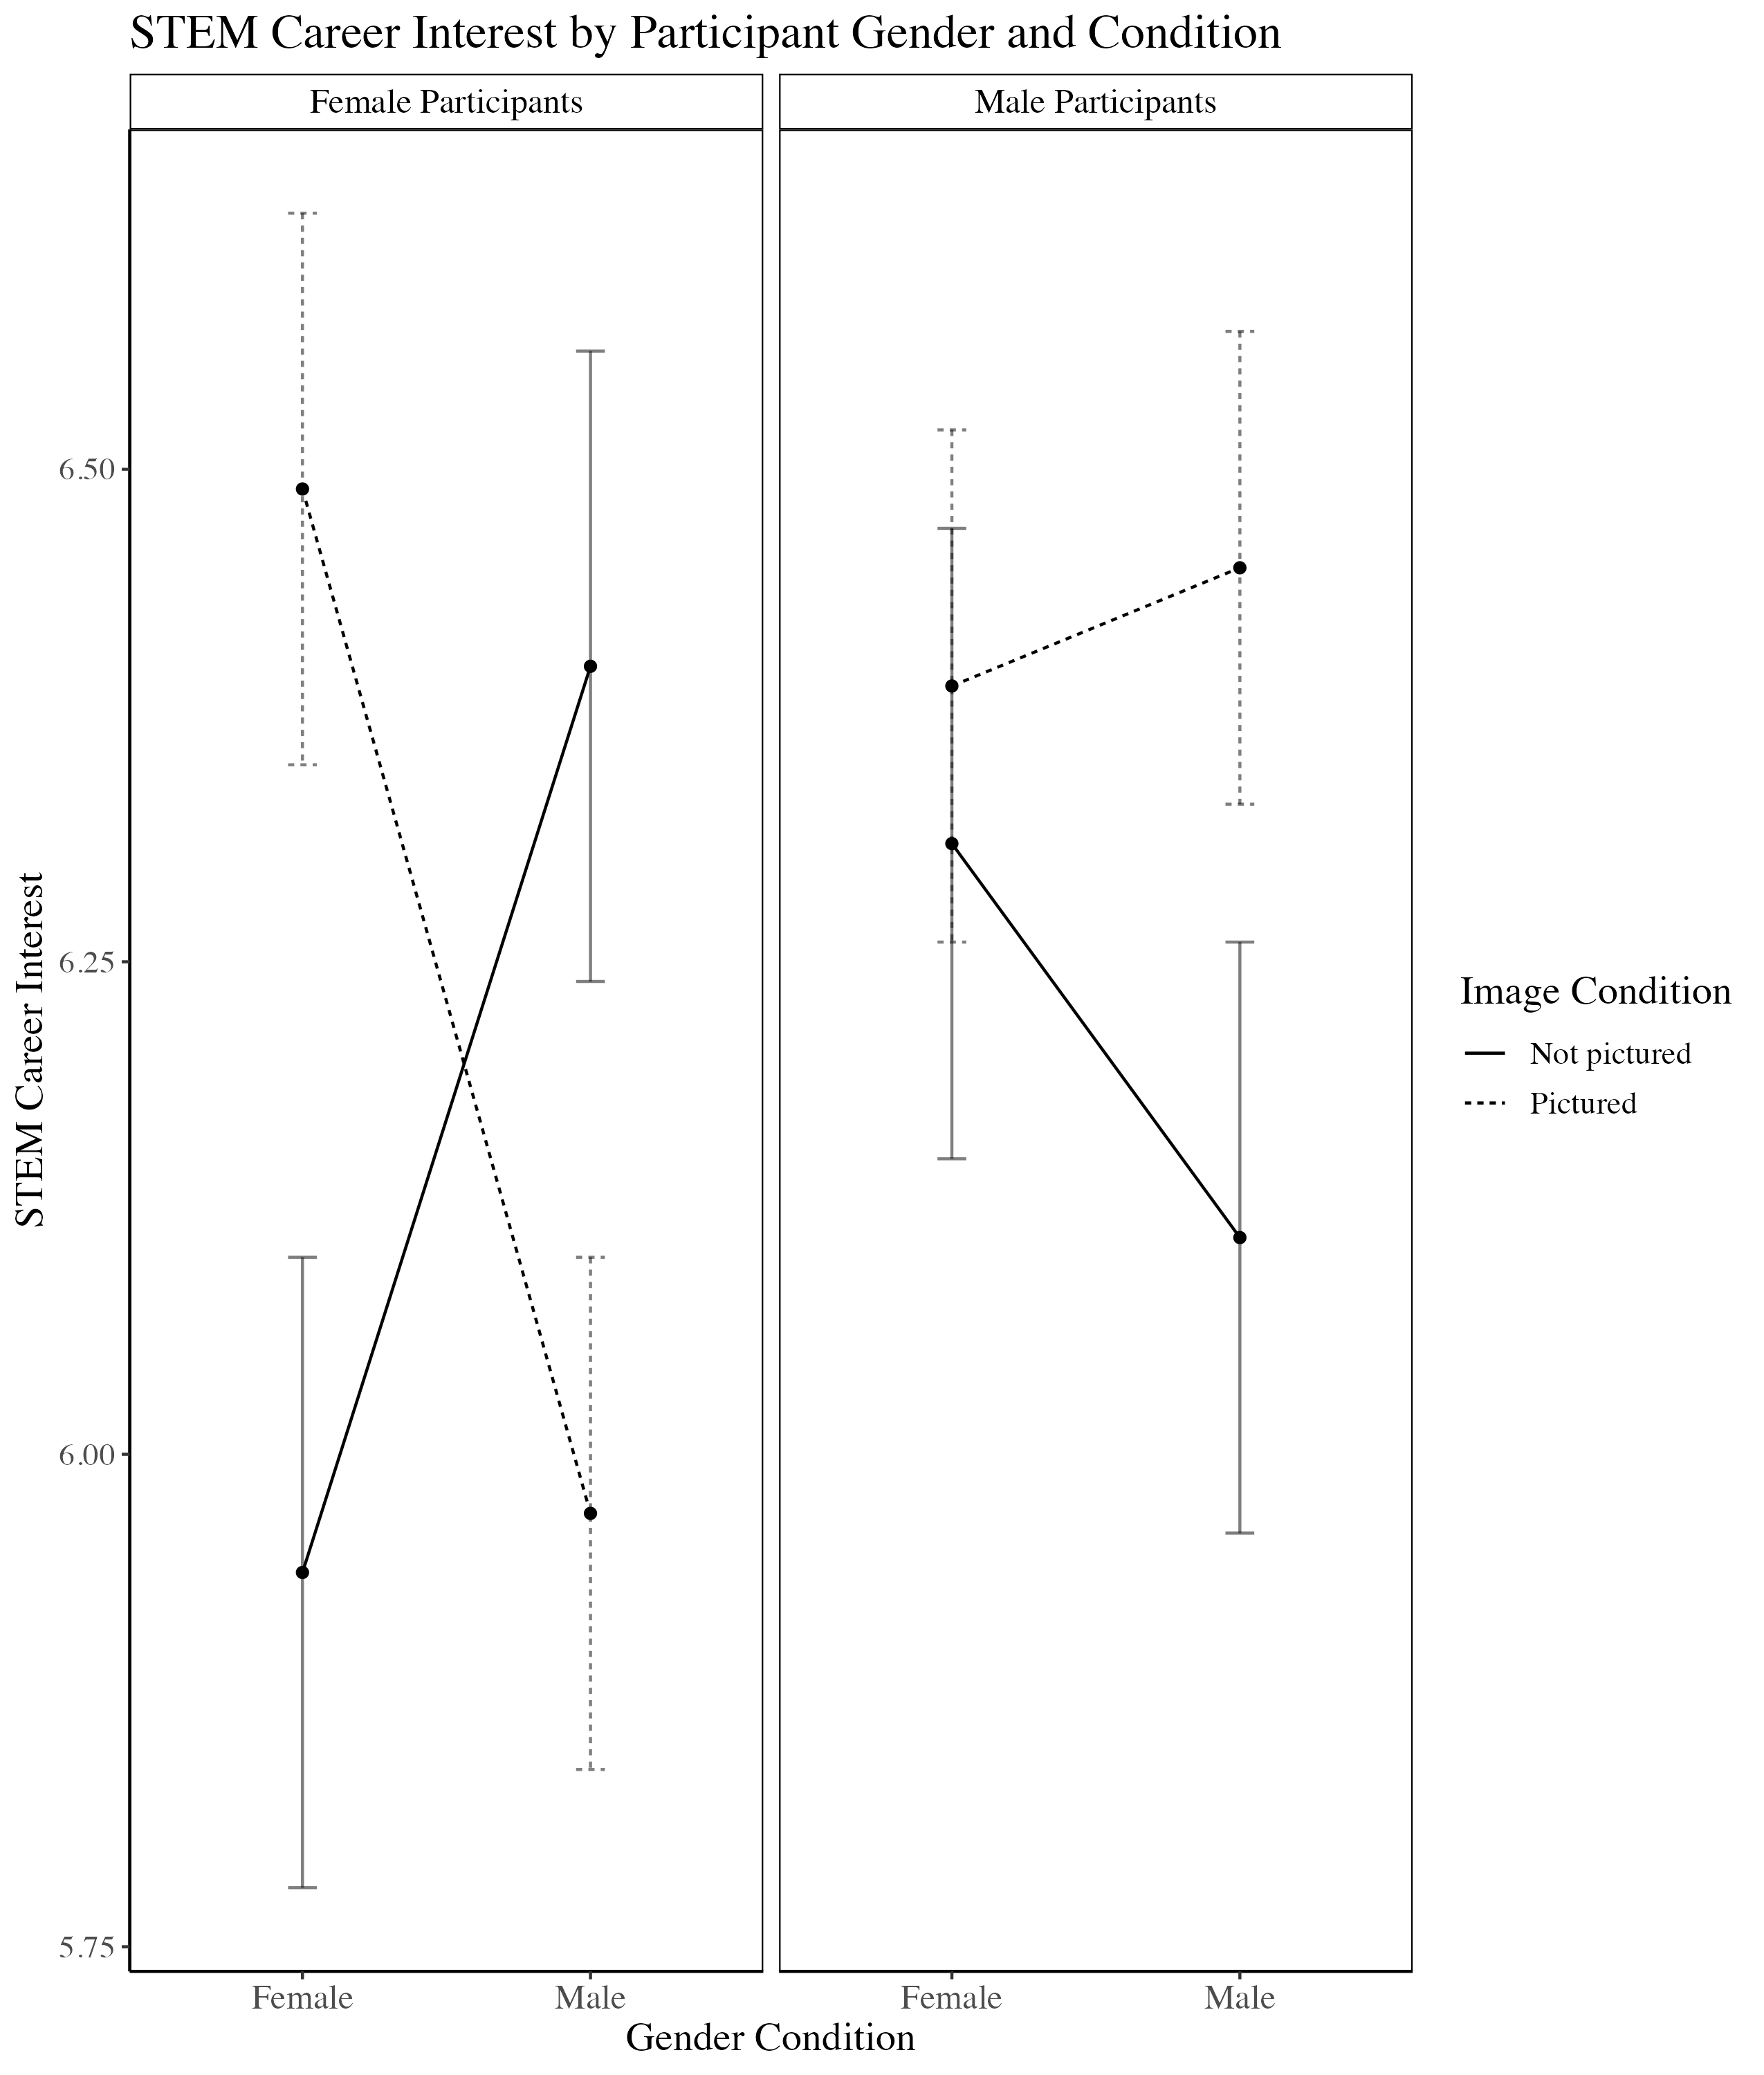 STEM Career Interest by Participant Gender and Condition
Female Participants
Male Participants
STEM Career Interest
6.50
6.25
6.00
5.75
Female
Male
Female
Male
Gender Condition
Image Condition
Not pictured
Pictured